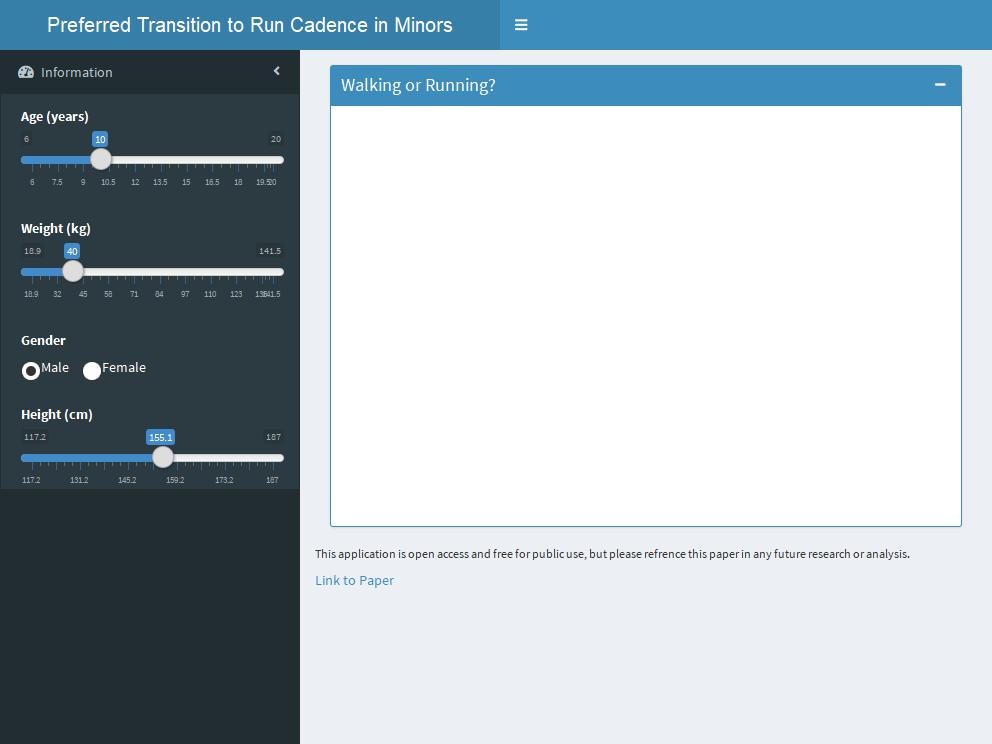 Preferred Transition to Run Cadence in Minors
Information
Walking or Running?
Age (years)
6 10 20
6 7.5 9 10.5 12 13.5 15 16.5 18 19.5 20
Weight (kg)
18.9 40 141.5
18.9 32 45 58 71 84 97 110 123 141.5
Gender
Male Female
Height (cm)
117.2 155.1 187
117.2 131.2 145.2 159.2 173.2 187
This application is open access and free for public use, but please refrence this paper in any future research or analysis.
Link to Paper